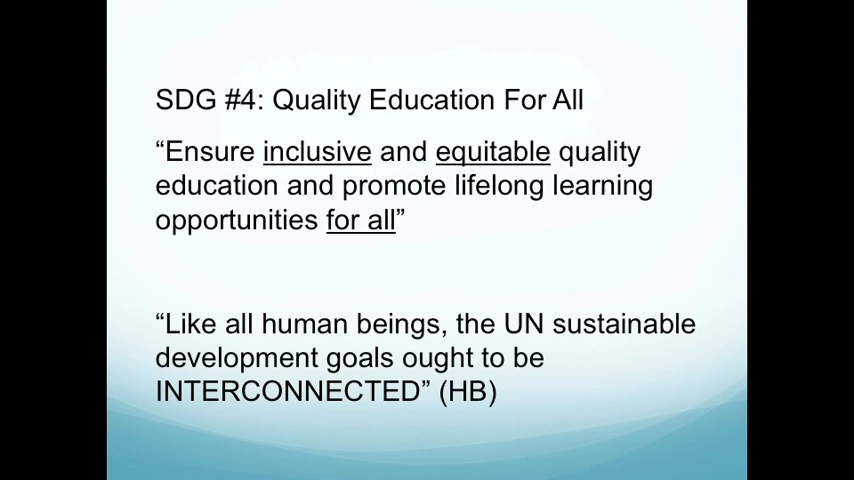 SDG #4: Quality Education For All
“Ensure inclusive and equitable quality
education and promote lifelong learning
opportunities for all”
“Like all human beings, the UN sustainable
development goals ought to be
INTERCONNECTED” (HB)